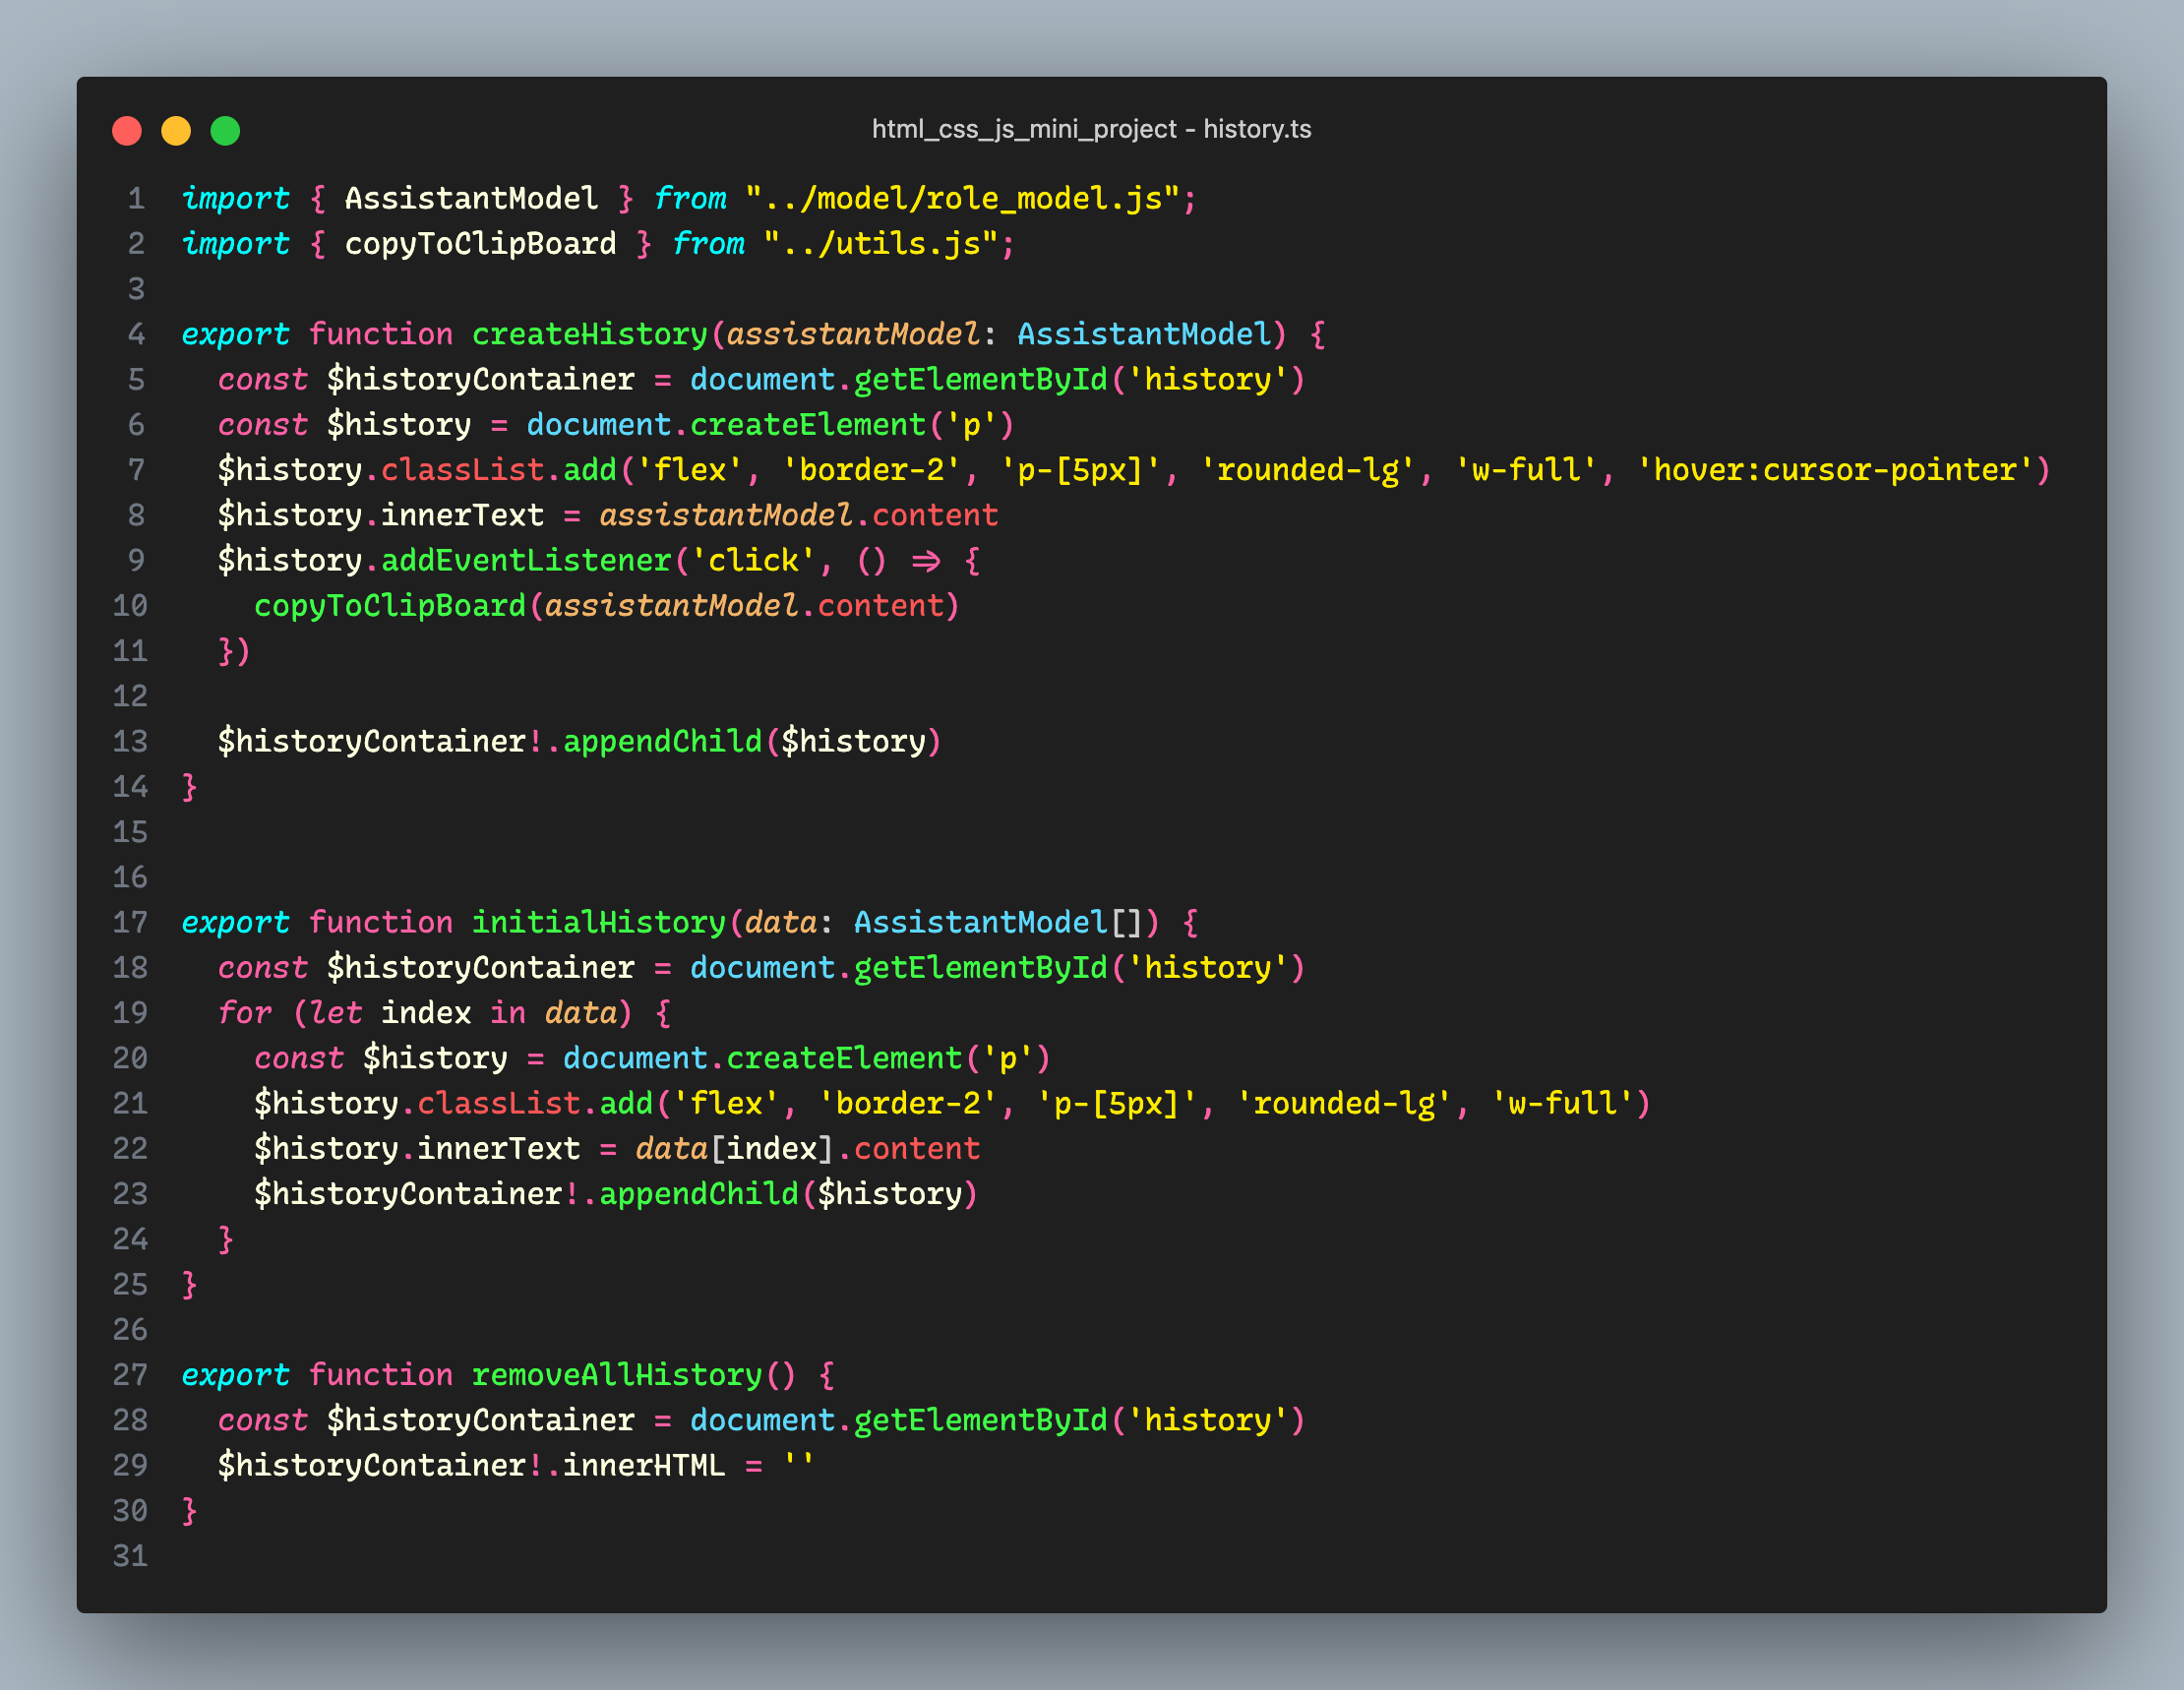 html_css_js_mini_project - history.ts
1 import { AssistantModel } from "../model/role_model.js";
2 import { copyToClipBoard } from "../utils.js";
3
4 export function createHistory(assistantModel: AssistantModel) {
5   const $historyContainer = document.getElementById('history')
6   const $history = document.createElement('p')
7   $history.classList.add('flex', 'border-2', 'p-[5px]', 'rounded-lg', 'w-full', 'hover:cursor-pointer')
8   $history.innerText = assistantModel.content
9   $history.addEventListener('click', () => {
10     copyToClipBoard(assistantModel.content)
11   })
12
13   $historyContainer!.appendChild($history)
14 }
15
16
17 export function initialHistory(data: AssistantModel[]) {
18   const $historyContainer = document.getElementById('history')
19   for (let index in data) {
20     const $history = document.createElement('p')
21     $history.classList.add('flex', 'border-2', 'p-[5px]', 'rounded-lg', 'w-full')
22     $history.innerText = data[index].content
23     $historyContainer!.appendChild($history)
24   }
25 }
26
27 export function removeAllHistory() {
28   const $historyContainer = document.getElementById('history')
29   $historyContainer!.innerHTML = ''
30 }
31